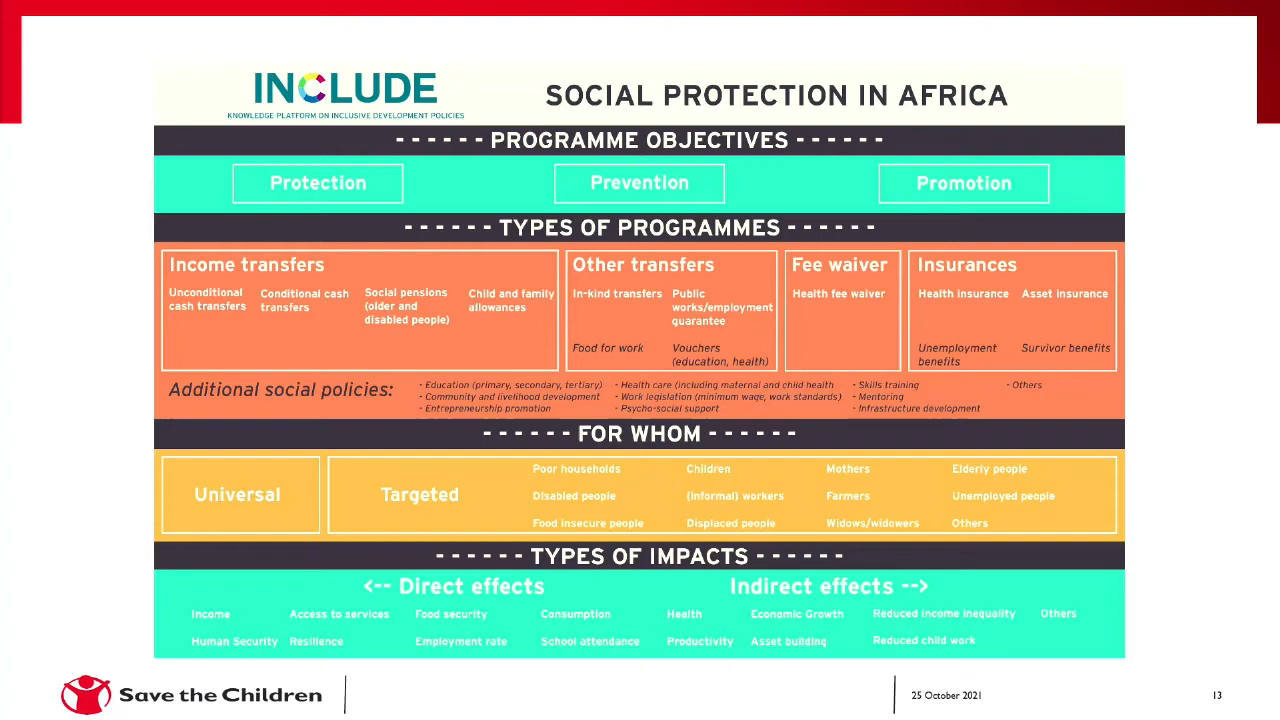 INCLUDE
KNOWLEDGE PLATFORM ON INCLUSIVE DEVELOPMENT POLICIES
SOCIAL PROTECTION IN AFRICA
- - - - - - PROGRAMME OBJECTIVES - - - - - -
Protection
Prevention
Promotion
- - - - - - TYPES OF PROGRAMMES - - - - - -
Income transfers
Unconditional
cash transfers
Conditional cash
transfers
Social pensions
(older and
disabled people)
Child and family
allowances
Other transfers
In-kind transfers
Public
works/employment
guarantee
Food for work
Vouchers
(education, health)
Fee waiver
Health fee waiver
Insurances
Health insurance
Asset insurance
Unemployment
benefits
Survivor benefits
Additional social policies:
- Education (primary, secondary, tertiary)
- Community and livelihood development
- Entrepreneurship promotion
- Health care (including maternal and child health
- Work legislation (minimum wage, work standards)
- Psycho-social support
- Skills training
- Mentoring
- Infrastructure development
- Others
- - - - - - FOR WHOM - - - - - -
Universal
Targeted
Poor households
Children
Mothers
Elderly people
Disabled people
(Informal) workers
Farmers
Unemployed people
Food insecure people
Displaced people
Widows/widowers
Others
- - - - - - TYPES OF IMPACTS - - - - - -
<-- Direct effects
Indirect effects -->
Income
Access to services
Food security
Consumption
Health
Economic Growth
Reduced income inequality
Others
Human Security
Resilience
Employment rate
School attendance
Productivity
Asset building
Reduced child work
Save the Children
25 October 2021
13